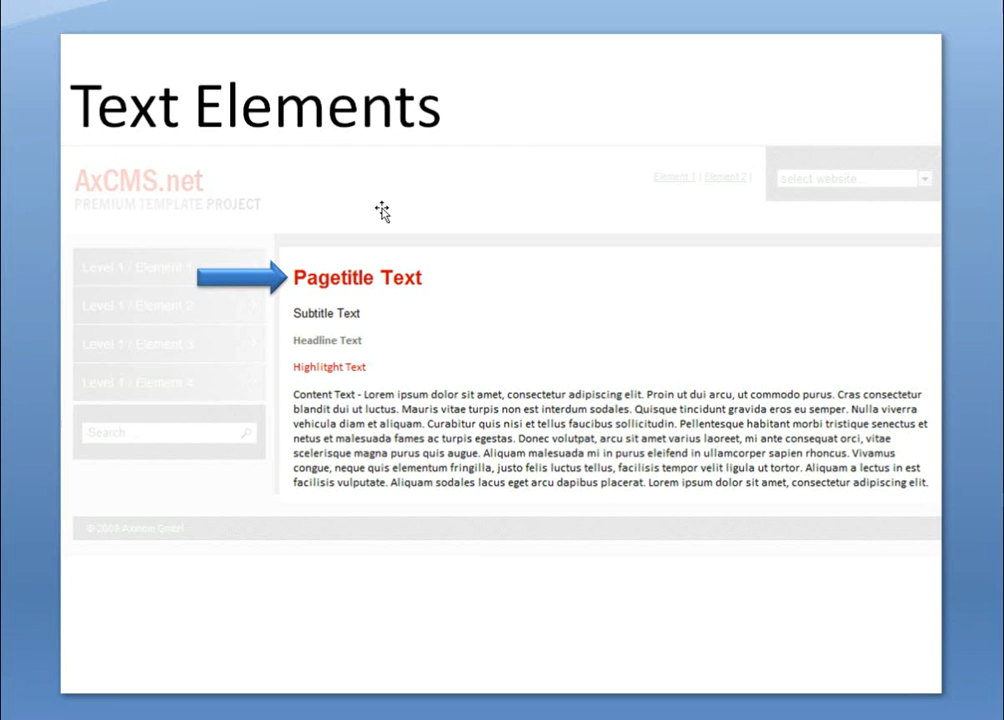 Text Elements
AxCMS.net
PREMIUM TEMPLATE PROJECT
Element 1 | Element 2 |
select website...
Level 1 / Element 1
Level 1 / Element 2
Level 1 / Element 3
Level 1 / Element 4
Search ...
Pagetitle Text
Subtitle Text
Headline Text
Highlitght Text
Content Text - Lorem ipsum dolor sit amet, consectetur adipiscing elit. Proin ut dui arcu, ut commodo purus. Cras consectetur
blandit dui ut luctus. Mauris vitae turpis non est interdum sodales. Quisque tincidunt gravida eros eu semper. Nulla viverra
vehicula diam et aliquam. Curabitur quis nisi et tellus faucibus sollicitudin. Pellentesque habitant morbi tristique senectus et
netus et malesuada fames ac turpis egestas. Donec volutpat, arcu sit amet varius laoreet, mi ante consequat orci, vitae
scelerisque magna purus quis augue. Aliquam malesuada mi in purus eleifend in ullamcorper sapien rhoncus. Vivamus
congue, neque quis elementum fringilla, justo felis luctus tellus, facilisis tempor velit ligula ut tortor. Aliquam a lectus in est
facilisis vulputate. Aliquam sodales lacus eget arcu dapibus placerat. Lorem ipsum dolor sit amet, consectetur adipiscing elit.
© 2008 Axinom GmbH